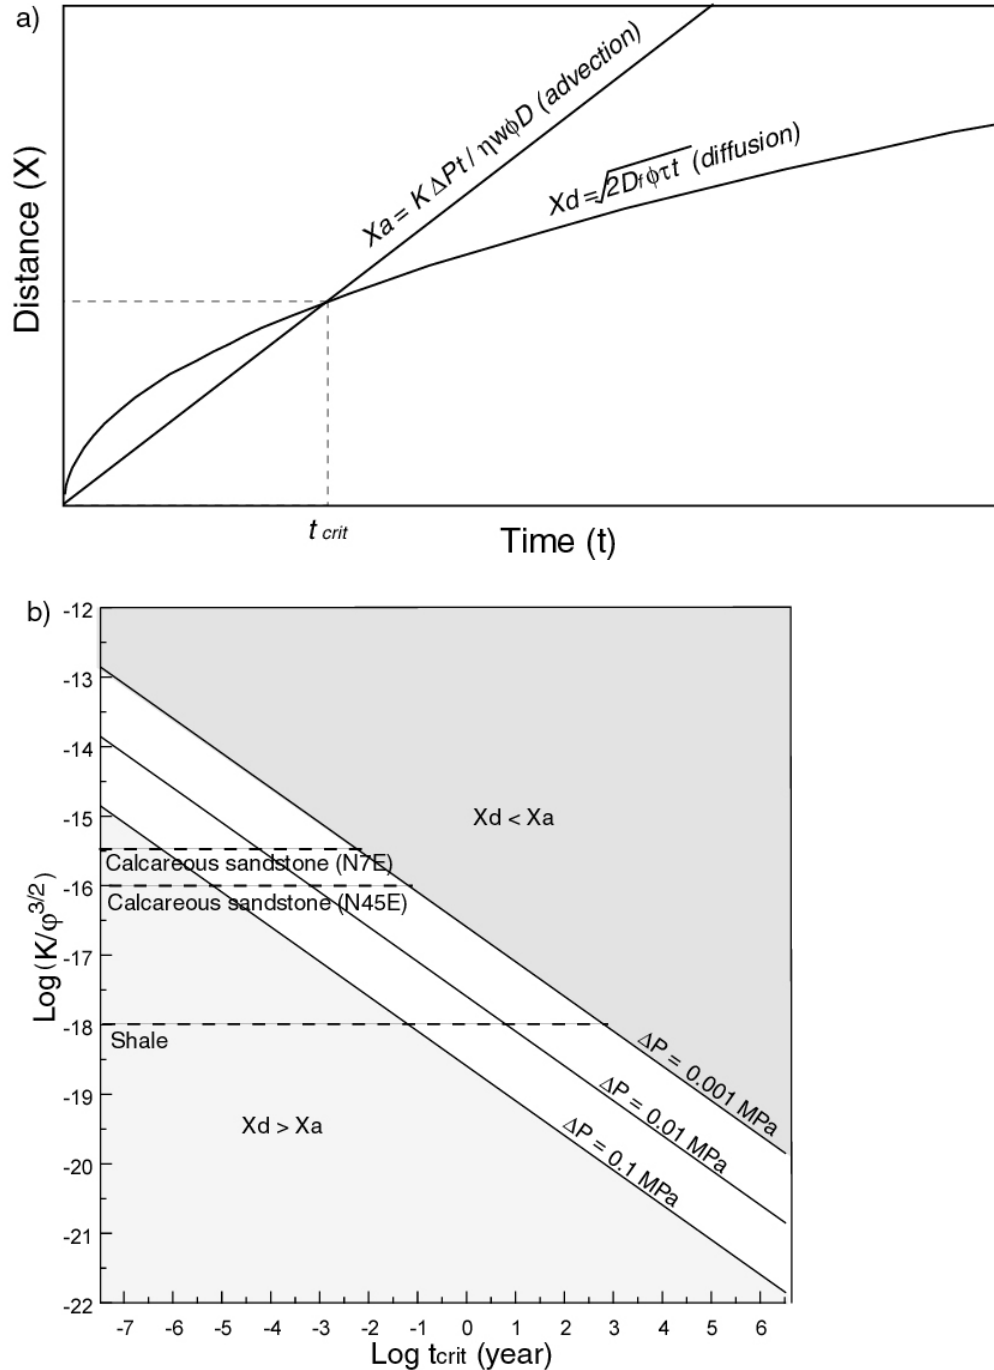 a)
Distance (X)
Xa = K ΔPt / ηwϕD (advection)
Xd = √2Dfϕτt (diffusion)
t crit
Time (t)
b)
Log (K/φ^3/2)
-12
-13
-14
-15
-16
-17
-18
-19
-20
-21
-22
Xd < Xa
Calcareous sandstone (N7E)
Calcareous sandstone (N45E)
Shale
Xd > Xa
ΔP = 0.001 MPa
ΔP = 0.01 MPa
ΔP = 0.1 MPa
-7 -6 -5 -4 -3 -2 -1 0 1 2 3 4 5 6
Log tcrit (year)